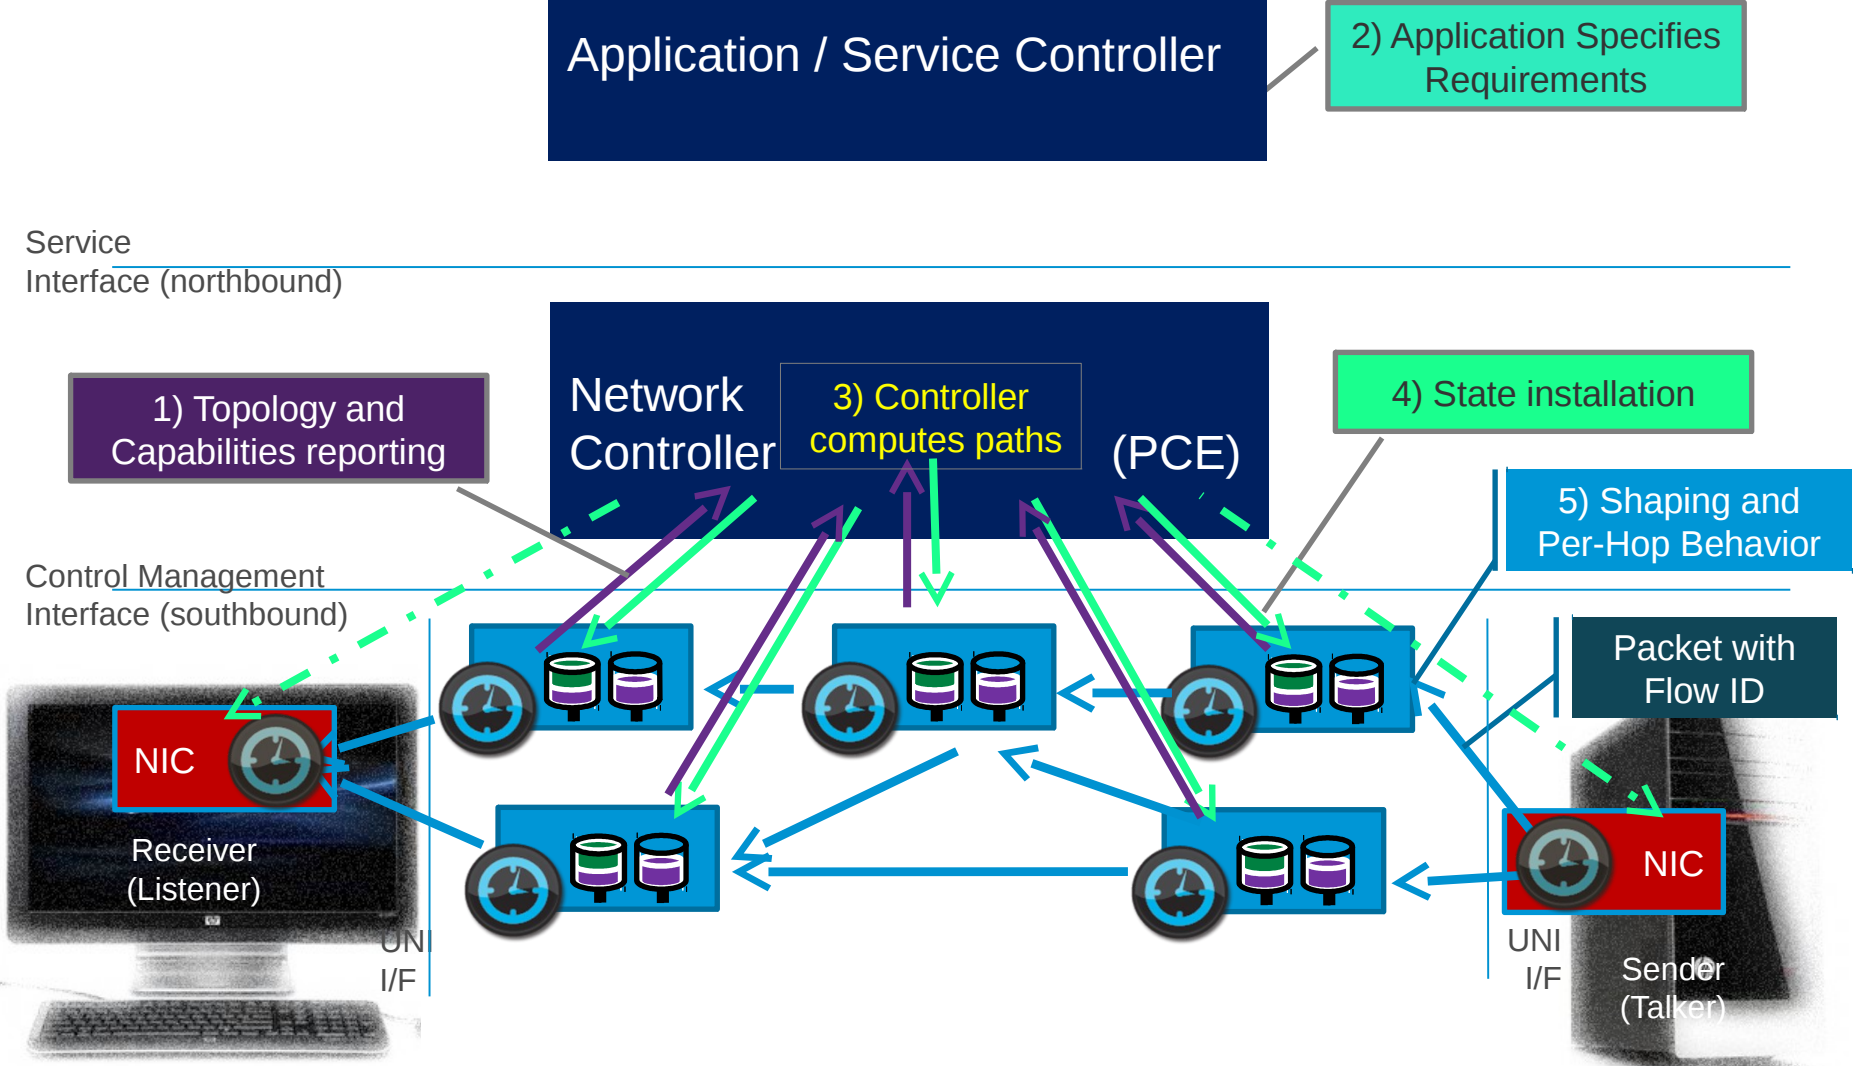 Application / Service Controller
2) Application Specifies
Requirements
Service
Interface (northbound)
Network
Controller
(PCE)
3) Controller
computes paths
1) Topology and
Capabilities reporting
4) State installation
5) Shaping and
Per-Hop Behavior
Control Management
Interface (southbound)
Packet with
Flow ID
NIC
Receiver
(Listener)
UNI
I/F
NIC
UNI
I/F
Sender
(Talker)